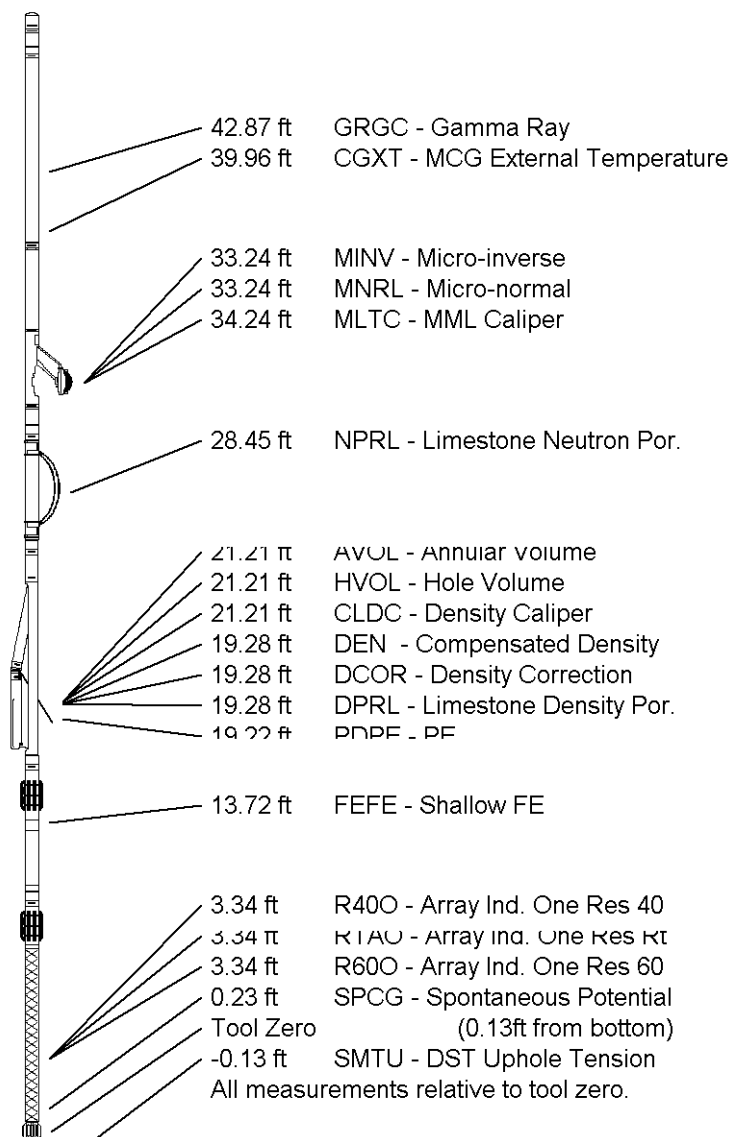 42.87 ft GRGC - Gamma Ray
39.96 ft CGXT - MCG External Temperature
33.24 ft MINV - Micro-inverse
33.24 ft MNRL - Micro-normal
34.24 ft MLTC - MML Caliper
28.45 ft NPRL - Limestone Neutron Por.
21.21 ft AVOL - Annular Volume
21.21 ft HVOL - Hole Volume
21.21 ft CLDC - Density Caliper
19.28 ft DEN - Compensated Density
19.28 ft DCOR - Density Correction
19.28 ft DPRL - Limestone Density Por.
19.22 ft PDPE - PE
13.72 ft FEFE - Shallow FE
3.34 ft R40O - Array Ind. One Res 40
3.34 ft RTAO - Array Ind. One Res Rt
3.34 ft R60O - Array Ind. One Res 60
0.23 ft SPCG - Spontaneous Potential
Tool Zero (0.13ft from bottom)
-0.13 ft SMTU - DST Uphole Tension
All measurements relative to tool zero.